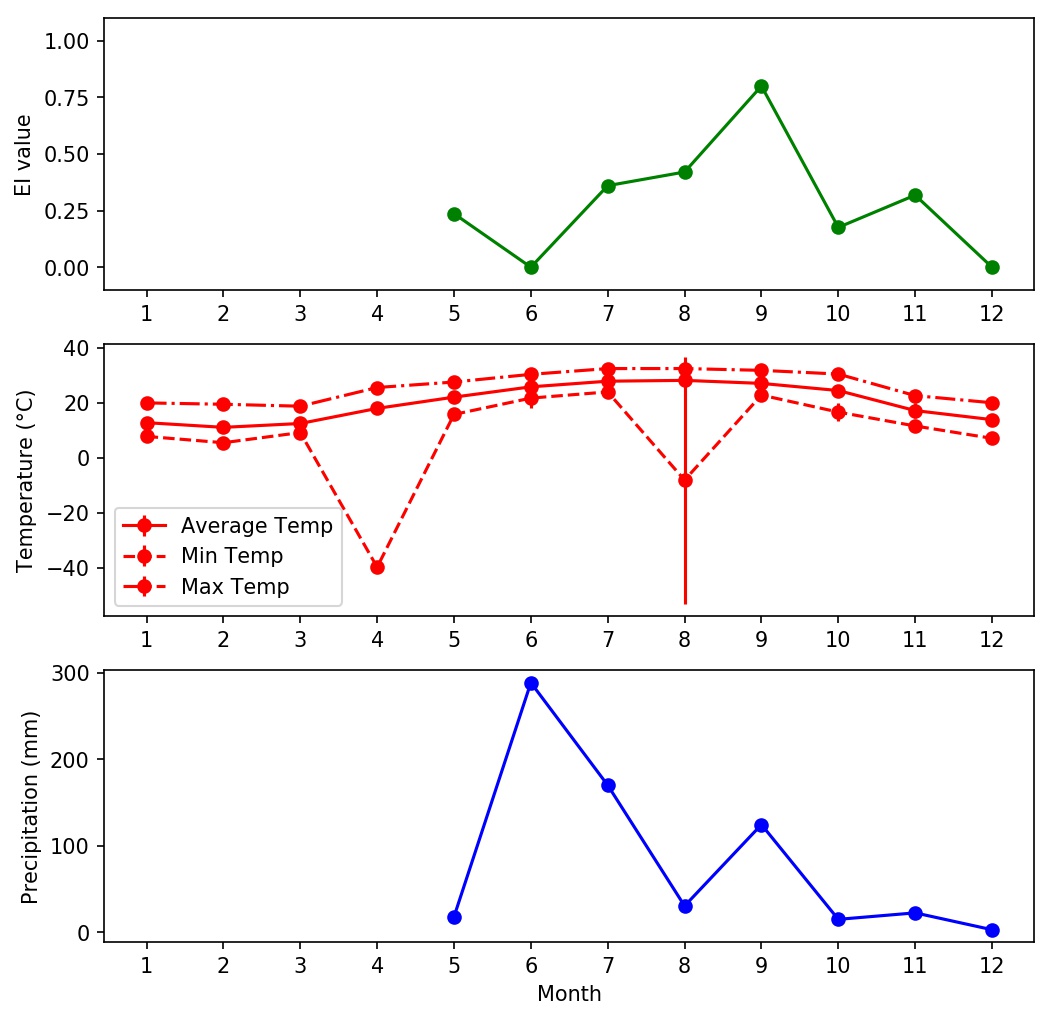 1.00
0.75
0.50
0.25
0.00
EI value
1 2 3 4 5 6 7 8 9 10 11 12
40
20
0
−20
−40
Temperature (°C)
Average Temp
Min Temp
Max Temp
1 2 3 4 5 6 7 8 9 10 11 12
300
200
100
0
Precipitation (mm)
1 2 3 4 5 6 7 8 9 10 11 12
Month